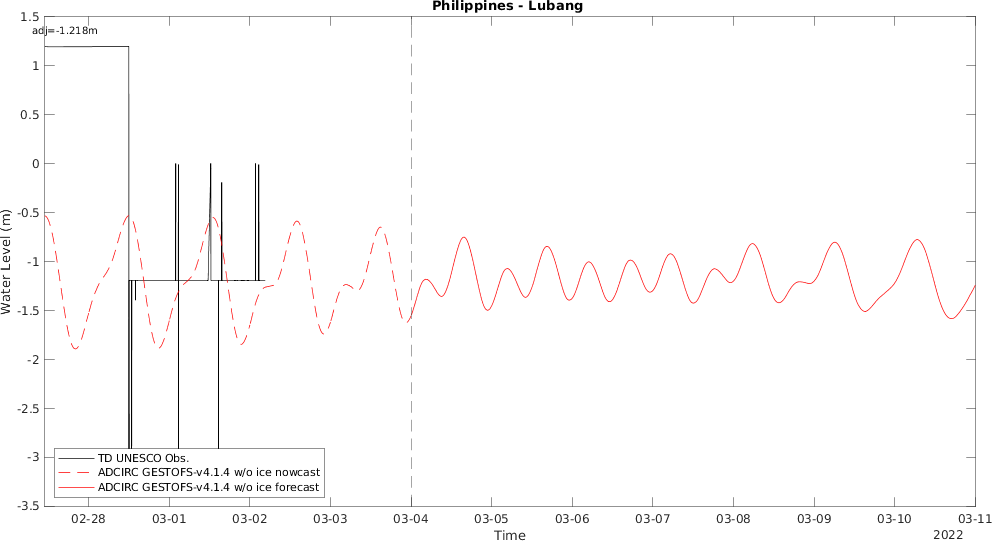 Philippines - Lubang
adj=-1.218m
1.5
1
0.5
0
-0.5
-1
-1.5
-2
-2.5
-3
-3.5
Water Level (m)
TD UNESCO Obs.
ADCIRC GESTOFS-v4.1.4 w/o ice nowcast
ADCIRC GESTOFS-v4.1.4 w/o ice forecast
02-28 03-01 03-02 03-03 03-04 03-05 03-06 03-07 03-08 03-09 03-10 03-11
Time
2022